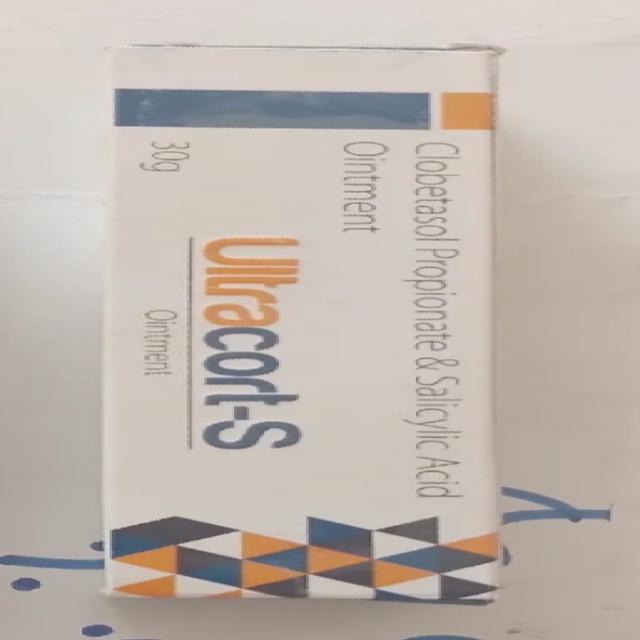 Clobetasol Propionate & Salicylic Acid
Ointment
Ultracort-S
Ointment
30g